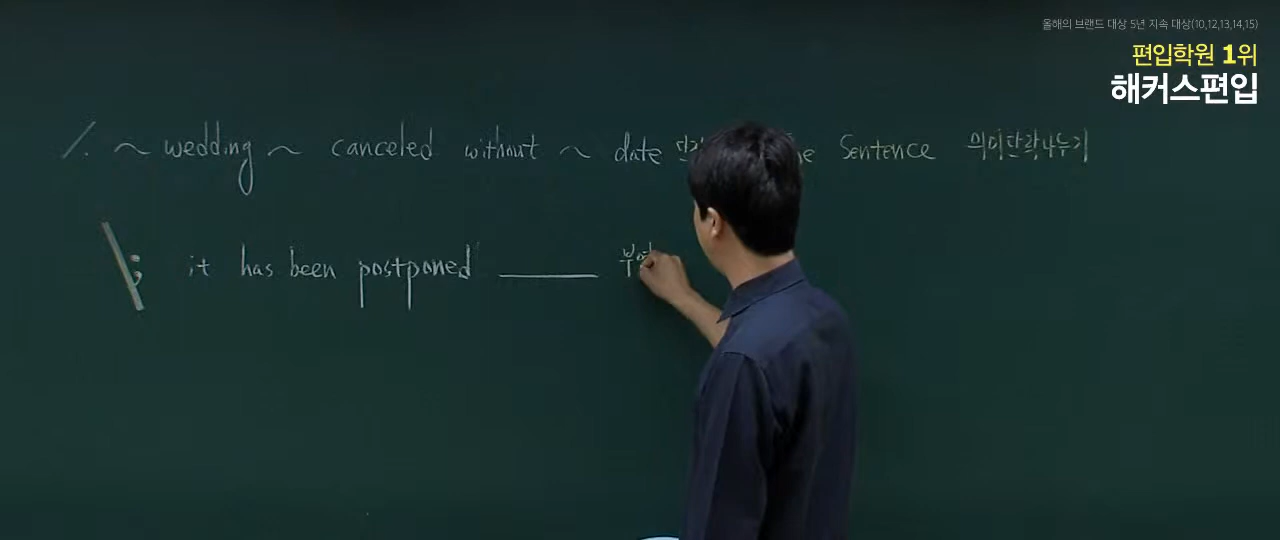 올해의 브랜드 대상 5년 지속 대상(10,12,13,14,15)
편입학원 1위
해커스편입
1. ~ wedding ~ canceled without ~ date Sentence 의미단락나누기
; it has been postponed ______